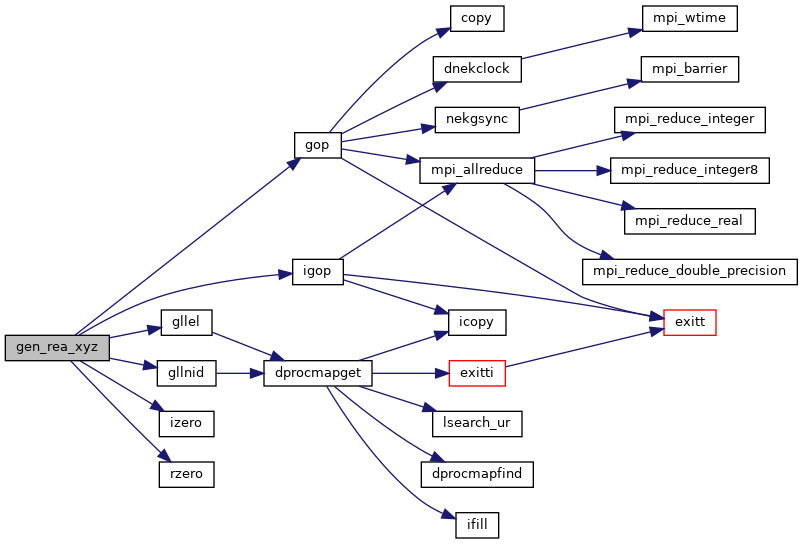 copy
mpi_wtime
dnekclock
mpi_barrier
nekgsync
mpi_reduce_integer
gop
mpi_allreduce
mpi_reduce_integer8
mpi_reduce_real
igop
mpi_reduce_double_precision
gllel
icopy
exitt
gen_rea_xyz
gllnid
dprocmapget
exitti
izero
lsearch_ur
rzero
dprocmapfind
ifill